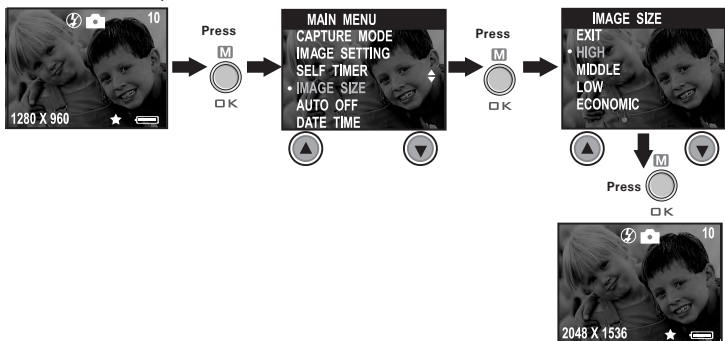 10
1280 X 960
Press
M
OK
MAIN MENU
CAPTURE MODE
IMAGE SETTING
SELF TIMER
• IMAGE SIZE
AUTO OFF
DATE TIME
Press
M
OK
IMAGE SIZE
EXIT
• HIGH
MIDDLE
LOW
ECONOMIC
Press
M
OK
10
2048 X 1536